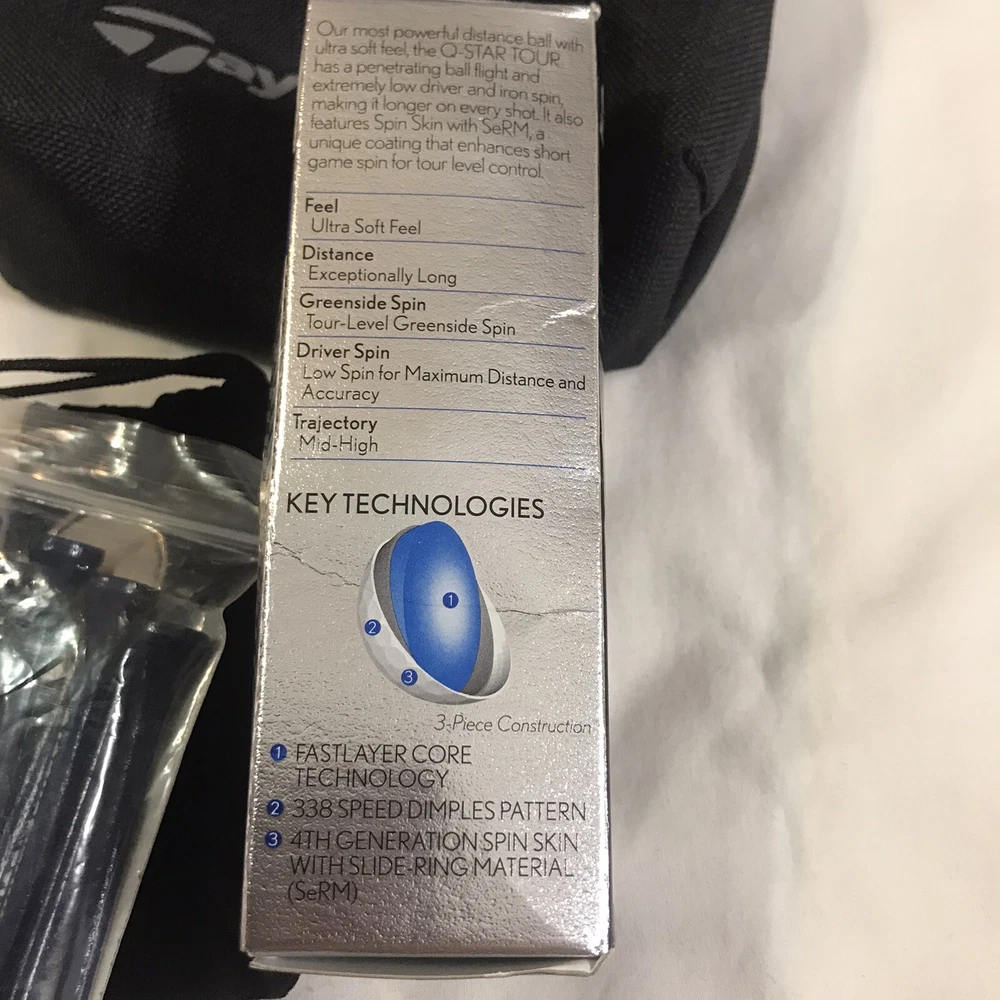 Our most powerful distance ball with
ultra soft feel, the Q-STAR TOUR
has a penetrating ball flight and
extremely low driver and iron spin,
making it longer on every shot. It also
features Spin Skin with SeRM, a
unique coating that enhances short
game spin for tour level control.
Feel
Ultra Soft Feel
Distance
Exceptionally Long
Greenside Spin
Tour-Level Greenside Spin
Driver Spin
Low Spin for Maximum Distance and
Accuracy
Trajectory
Mid-High
KEY TECHNOLOGIES
1
2
3
3-Piece Construction
1 FASTLAYER CORE
TECHNOLOGY
2 338 SPEED DIMPLES PATTERN
3 4TH GENERATION SPIN SKIN
WITH SLIDE-RING MATERIAL
(SeRM)